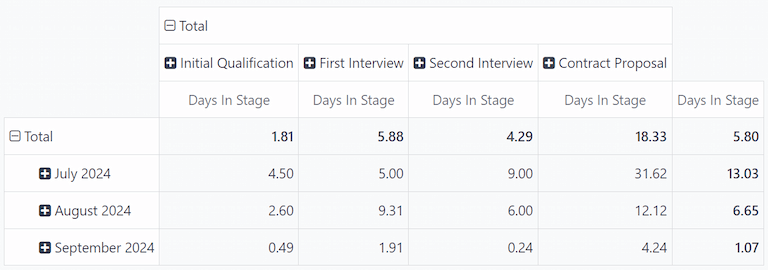 Total
Initial Qualification First Interview Second Interview Contract Proposal
Days In Stage Days In Stage Days In Stage Days In Stage Days In Stage
Total 1.81 5.88 4.29 18.33 5.80
July 2024 4.50 5.00 9.00 31.62 13.03
August 2024 2.60 9.31 6.00 12.12 6.65
September 2024 0.49 1.91 0.24 4.24 1.07